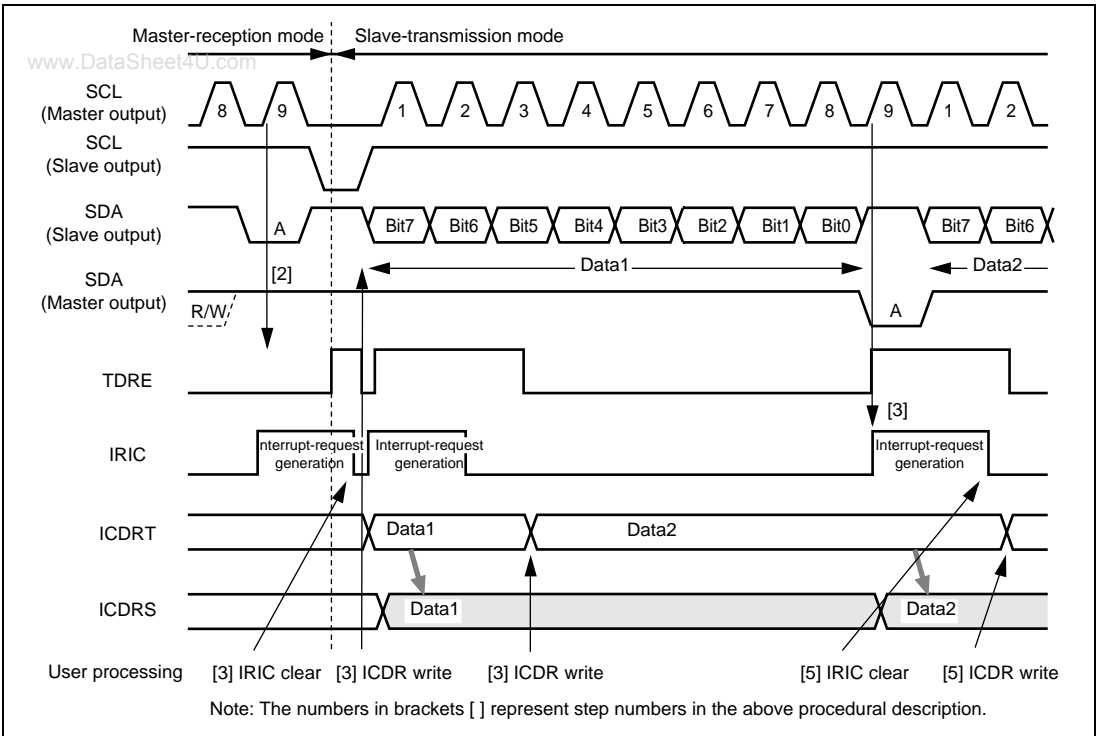 Master-reception mode Slave-transmission mode
www.DataSheet4U.com
SCL
(Master output)
8 9 1 2 3 4 5 6 7 8 9 1 2
SCL
(Slave output)
SDA
(Slave output)
A Bit7 Bit6 Bit5 Bit4 Bit3 Bit2 Bit1 Bit0 Bit7 Bit6
[2] Data1 Data2
SDA
(Master output)
R/W A
TDRE
[3]
IRIC
nterrupt-request
generation
Interrupt-request
generation
Interrupt-request
generation
ICDRT
Data1 Data2
ICDRS
Data1 Data2
User processing [3] IRIC clear [3] ICDR write [3] ICDR write [5] IRIC clear [5] ICDR write
Note: The numbers in brackets [ ] represent step numbers in the above procedural description.